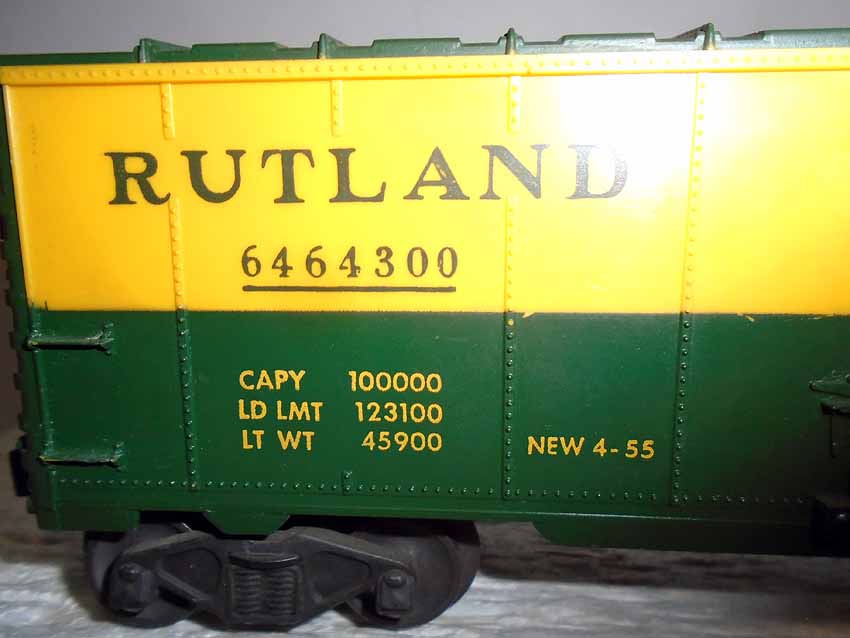 RUTLAND
6464300
CAPY 100000
LD LMT 123100
LT WT 45900
NEW 4-55